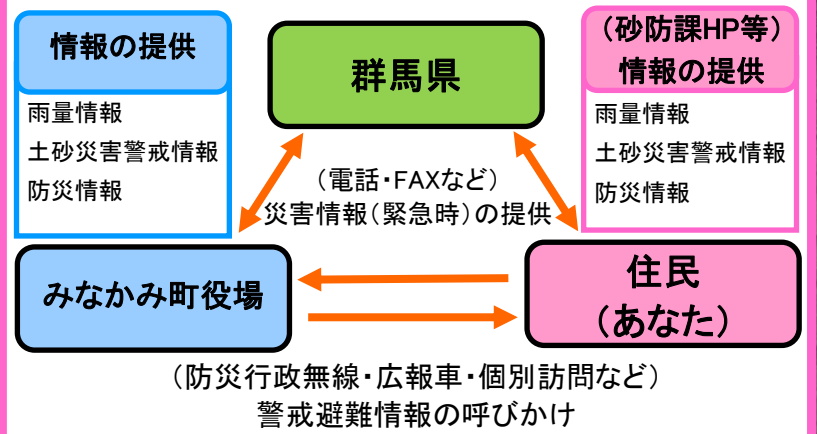 情報の提供
雨量情報
土砂災害警戒情報
防災情報
群馬県
（砂防課HP等）
情報の提供
雨量情報
土砂災害警戒情報
防災情報
（電話・FAXなど）
災害情報（緊急時）の提供
みなかみ町役場
住民
（あなた）
（防災行政無線・広報車・個別訪問など）
警戒避難情報の呼びかけ